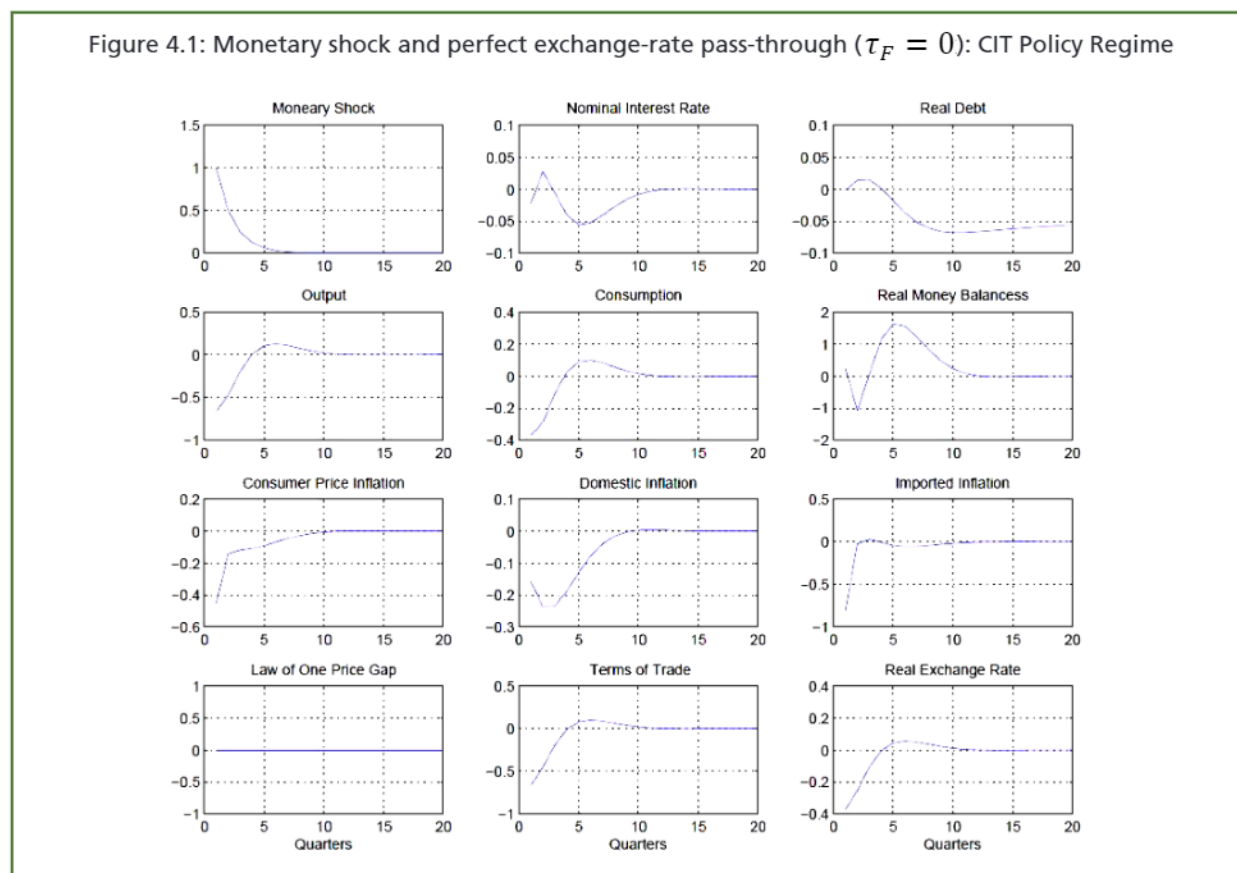 Figure 4.1: Monetary shock and perfect exchange-rate pass-through (τ_F = 0): CIT Policy Regime
Moneary Shock
1.5
1
0.5
0
0 5 10 15 20
Nominal Interest Rate
0.1
0.05
0
−0.05
−0.1
0 5 10 15 20
Real Debt
0.1
0.05
0
−0.05
−0.1
0 5 10 15 20
Output
0.5
0
−0.5
−1
0 5 10 15 20
Consumption
0.4
0.2
0
−0.2
−0.4
0 5 10 15 20
Real Money Balancess
2
1
0
−1
−2
0 5 10 15 20
Consumer Price Inflation
0.2
0
−0.2
−0.4
−0.6
0 5 10 15 20
Domestic Inflation
0.1
0
−0.1
−0.2
−0.3
0 5 10 15 20
Imported Inflation
0.5
0
−0.5
−1
0 5 10 15 20
Law of One Price Gap
1
0.5
0
−0.5
−1
0 5 10 15 20
Quarters
Terms of Trade
0.5
0
−0.5
−1
0 5 10 15 20
Quarters
Real Exchange Rate
0.4
0.2
0
−0.2
−0.4
0 5 10 15 20
Quarters